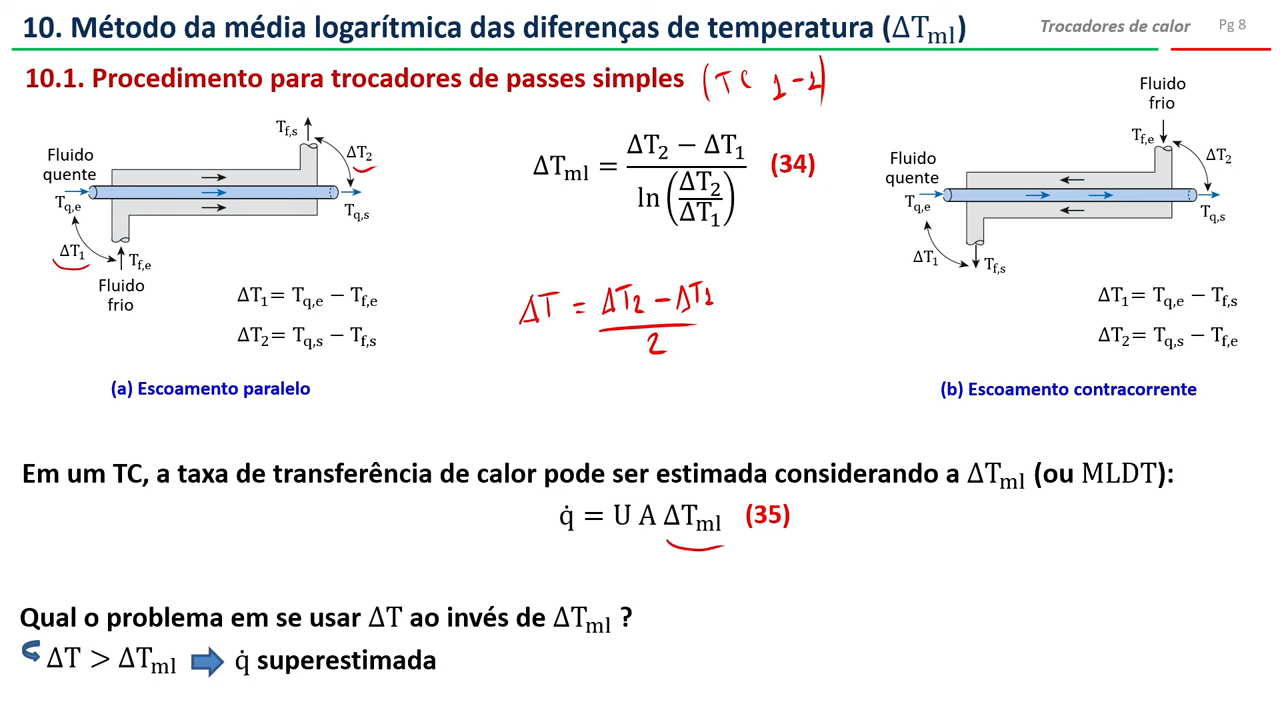 10. Método da média logarítmica das diferenças de temperatura (ΔTml)
Trocadores de calor
Pg 8
10.1. Procedimento para trocadores de passes simples (TC 1-1)
Tf,s
ΔT2
Fluido
quente
Tq,e
Tq,s
ΔT1
Tf,e
Fluido
frio
ΔT1= Tq,e − Tf,e
ΔT2= Tq,s − Tf,s
(a) Escoamento paralelo
ΔTml = (ΔT2 − ΔT1) / ln(ΔT2/ΔT1) (34)
ΔT = (ΔT2 − ΔT1) / 2
Fluido
frio
Tf,e
ΔT2
Fluido
quente
Tq,e
Tq,s
ΔT1
Tf,s
ΔT1= Tq,e − Tf,s
ΔT2= Tq,s − Tf,e
(b) Escoamento contracorrente
Em um TC, a taxa de transferência de calor pode ser estimada considerando a ΔTml (ou MLDT):
q̇ = U A ΔTml (35)
Qual o problema em se usar ΔT ao invés de ΔTml ?
ΔT > ΔTml q̇ superestimada